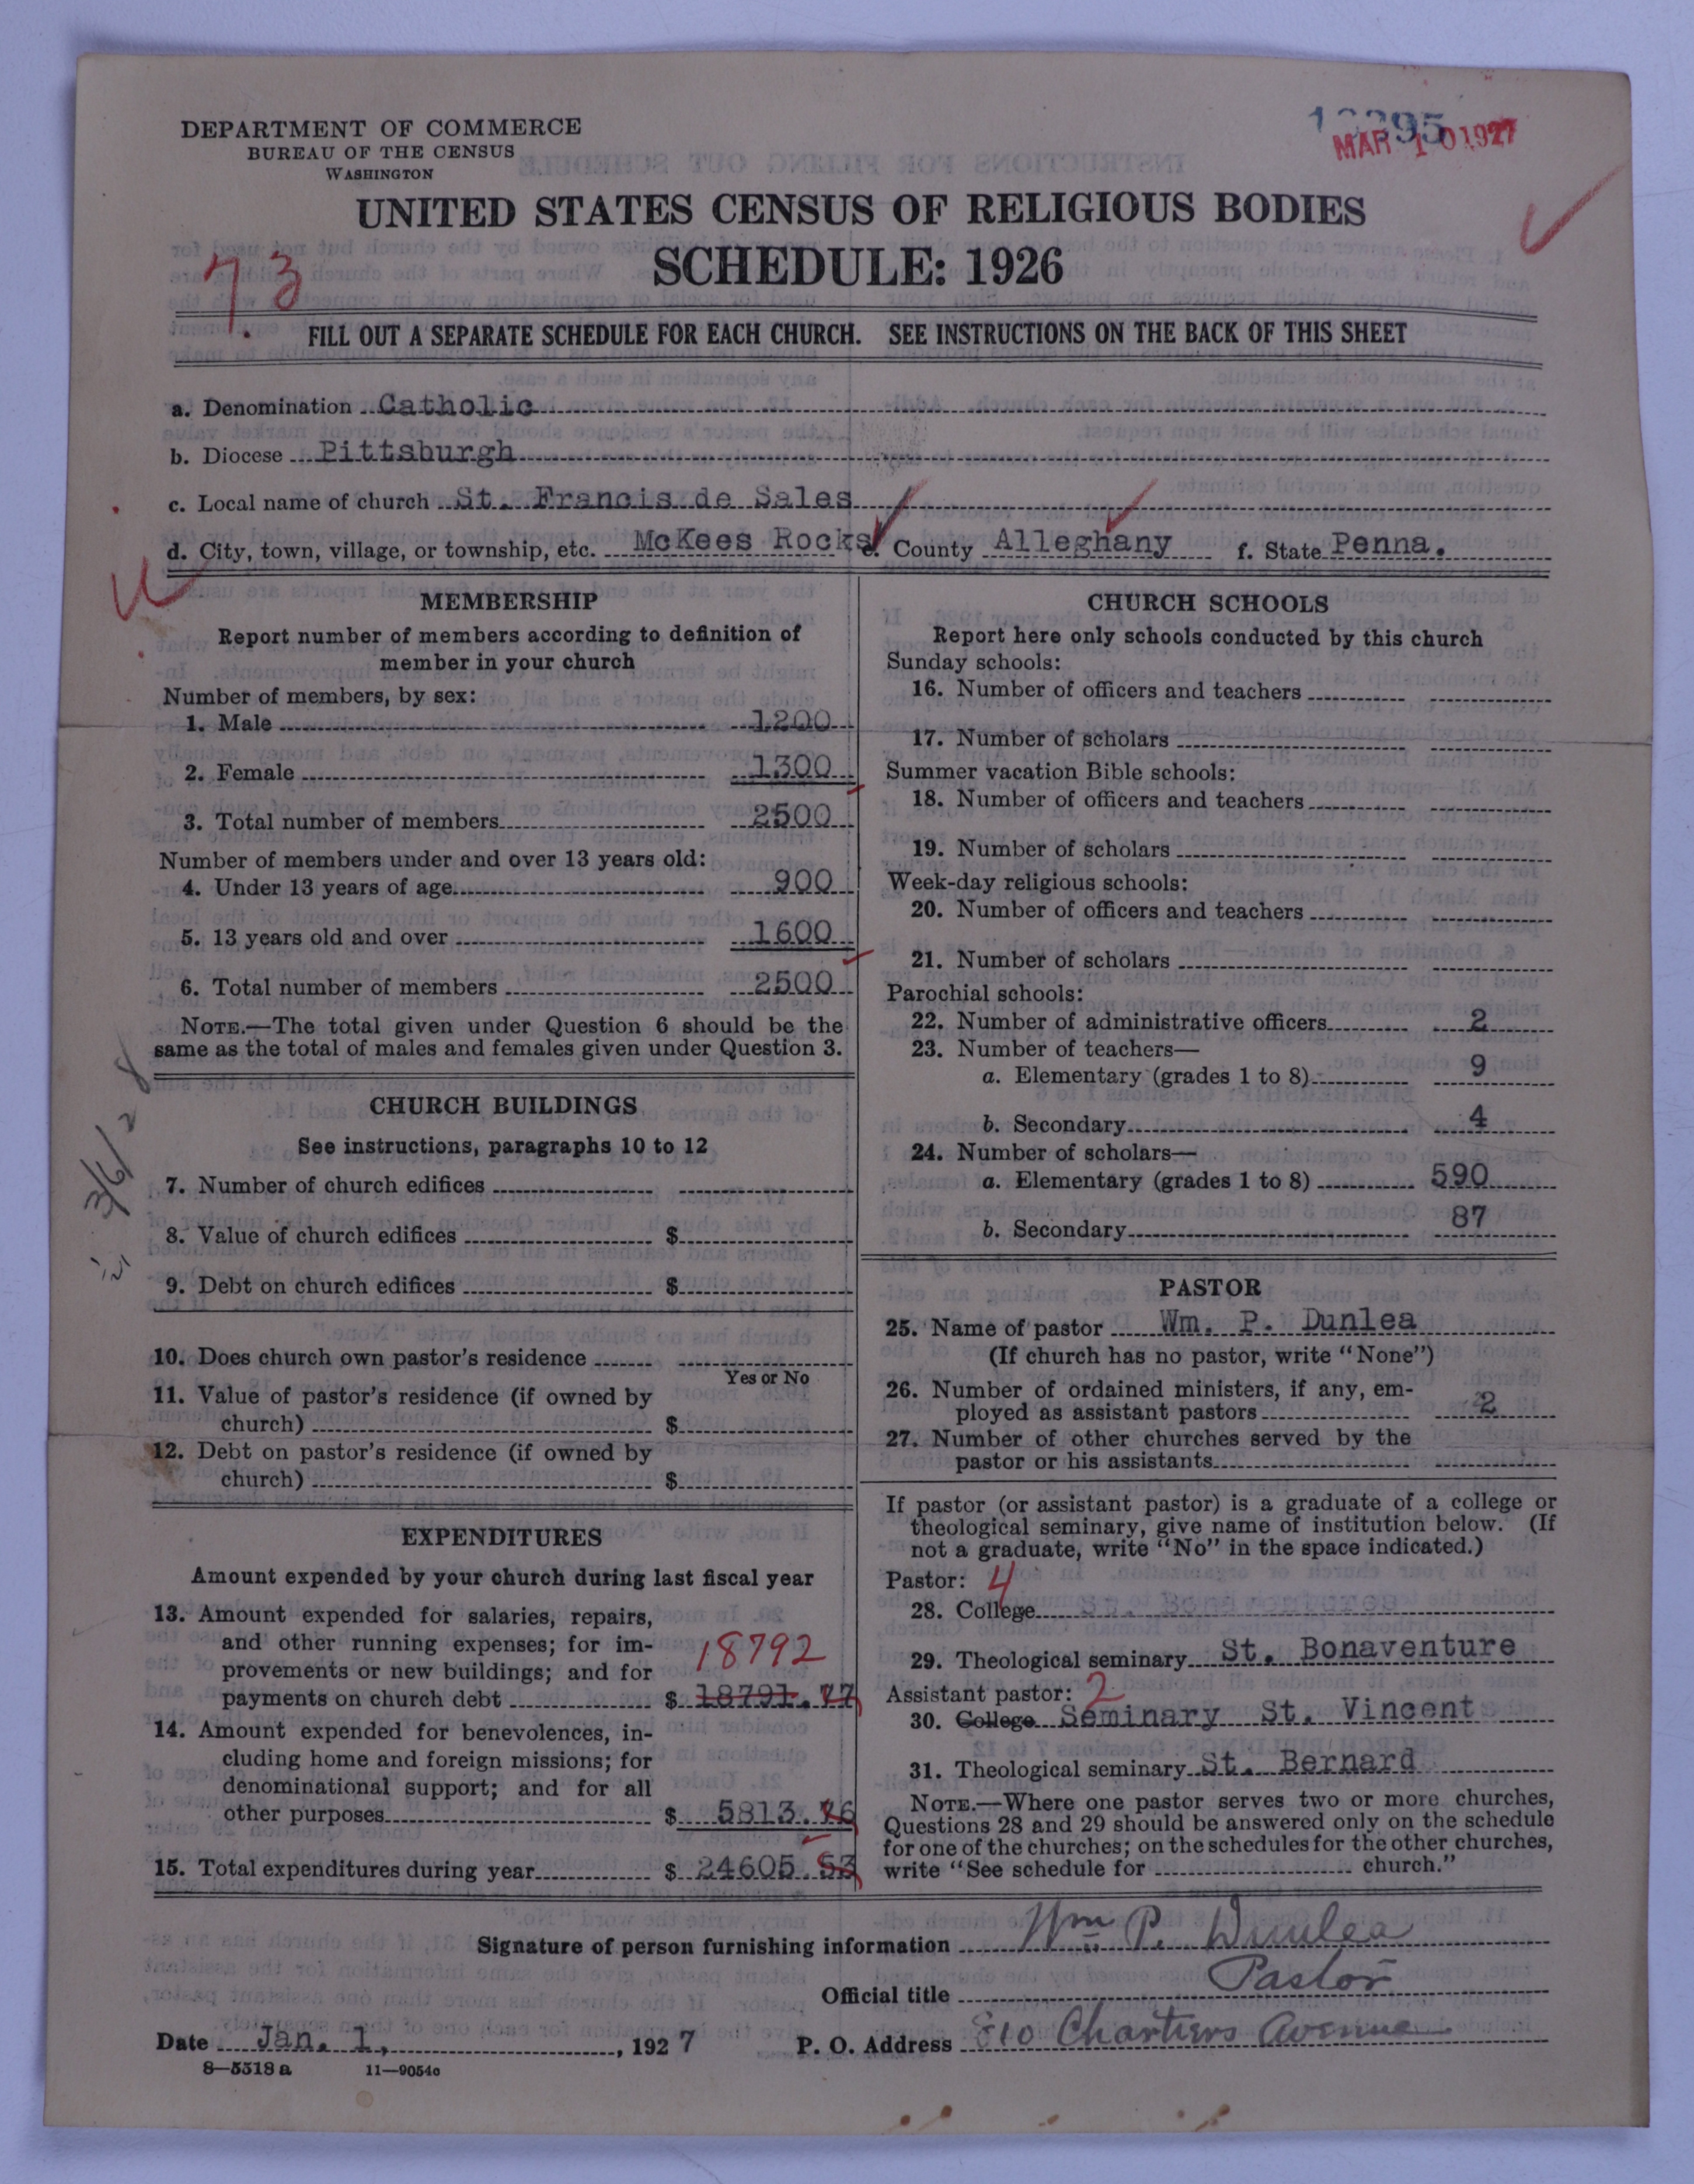 DEPARTMENT OF COMMERCE
BUREAU OF THE CENSUS
WASHINGTON
MAR 10 1927
UNITED STATES CENSUS OF RELIGIOUS BODIES
SCHEDULE: 1926
73
FILL OUT A SEPARATE SCHEDULE FOR EACH CHURCH. SEE INSTRUCTIONS ON THE BACK OF THIS SHEET
a. Denomination Catholic
b. Diocese Pittsburgh
c. Local name of church St. Francis de Sales
d. City, town, village, or township, etc. McKees Rocks e. County Alleghany f. State Penna.
MEMBERSHIP
Report number of members according to definition of
member in your church
Number of members, by sex:
1. Male 1200
2. Female 1300
3. Total number of members 2500
Number of members under and over 13 years old:
4. Under 13 years of age 900
5. 13 years old and over 1600
6. Total number of members 2500
NOTE.—The total given under Question 6 should be the
same as the total of males and females given under Question 3.
3/6/28
CHURCH BUILDINGS
See instructions, paragraphs 10 to 12
7. Number of church edifices
8. Value of church edifices $
9. Debt on church edifices $
10. Does church own pastor's residence
Yes or No
11. Value of pastor's residence (if owned by
church) $
12. Debt on pastor's residence (if owned by
church) $
EXPENDITURES
Amount expended by your church during last fiscal year
13. Amount expended for salaries, repairs,
and other running expenses; for im-
provements or new buildings; and for
18792
payments on church debt $ 18791.77
14. Amount expended for benevolences, in-
cluding home and foreign missions; for
denominational support; and for all
other purposes $ 5813.76
15. Total expenditures during year $ 24605.53
CHURCH SCHOOLS
Report here only schools conducted by this church
Sunday schools:
16. Number of officers and teachers
17. Number of scholars
Summer vacation Bible schools:
18. Number of officers and teachers
19. Number of scholars
Week-day religious schools:
20. Number of officers and teachers
21. Number of scholars
Parochial schools:
22. Number of administrative officers 2
23. Number of teachers—
a. Elementary (grades 1 to 8) 9
b. Secondary 4
24. Number of scholars—
a. Elementary (grades 1 to 8) 590
b. Secondary 87
PASTOR
25. Name of pastor Wm. P. Dunlea
(If church has no pastor, write "None")
26. Number of ordained ministers, if any, em-
ployed as assistant pastors 2
27. Number of other churches served by the
pastor or his assistants
If pastor (or assistant pastor) is a graduate of a college or
theological seminary, give name of institution below. (If
not a graduate, write "No" in the space indicated.)
Pastor: 4
28. College St. Bonaventure
29. Theological seminary St. Bonaventure
Assistant pastor: 2
30. College Seminary St. Vincent
31. Theological seminary St. Bernard
NOTE.—Where one pastor serves two or more churches,
Questions 28 and 29 should be answered only on the schedule
for one of the churches; on the schedules for the other churches,
write "See schedule for church."
Signature of person furnishing information Wm. P. Dunlea
Official title Pastor
Date Jan. 1, 1927 P. O. Address 810 Chartiers Avenue
8—5518a 11—9054c